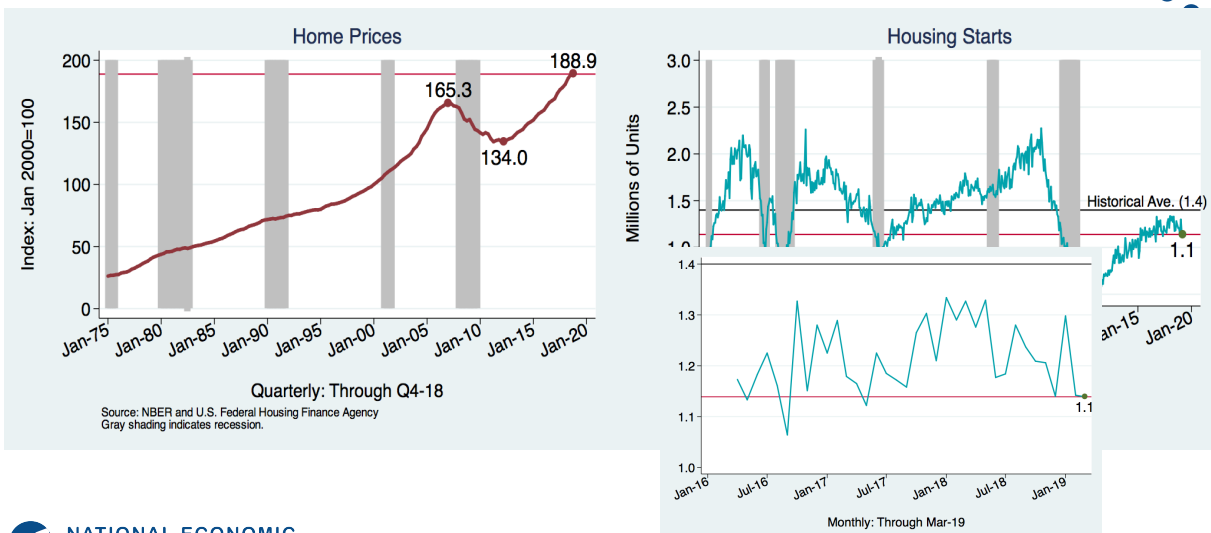 Home Prices
Index: Jan 2000=100
200
150
100
50
0
188.9
165.3
134.0
Jan-75
Jan-80
Jan-85
Jan-90
Jan-95
Jan-00
Jan-05
Jan-10
Jan-15
Jan-20
Quarterly: Through Q4-18
Source: NBER and U.S. Federal Housing Finance Agency
Gray shading indicates recession.
Housing Starts
Millions of Units
3.0
2.5
2.0
1.5
Historical Ave. (1.4)
1.1
an-15
Jan-20
1.4
1.3
1.2
1.1
1.0
1.1
Jan-16
Jul-16
Jan-17
Jul-17
Jan-18
Jul-18
Jan-19
Monthly: Through Mar-19
NATIONAL ECONOMIC